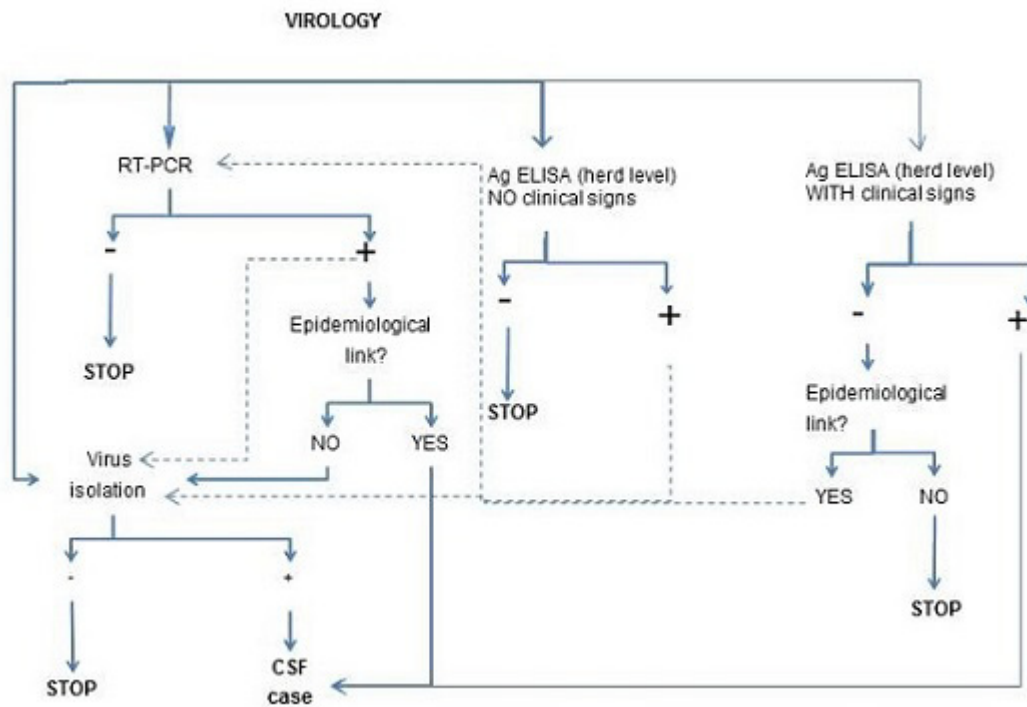 VIROLOGY
RT-PCR
Ag ELISA (herd level)
NO clinical signs
Ag ELISA (herd level)
WITH clinical signs
-
+
Epidemiological
link?
STOP
NO
YES
Virus
isolation
-
+
STOP
CSF
case
-
+
STOP
-
+
Epidemiological
link?
YES
NO
STOP